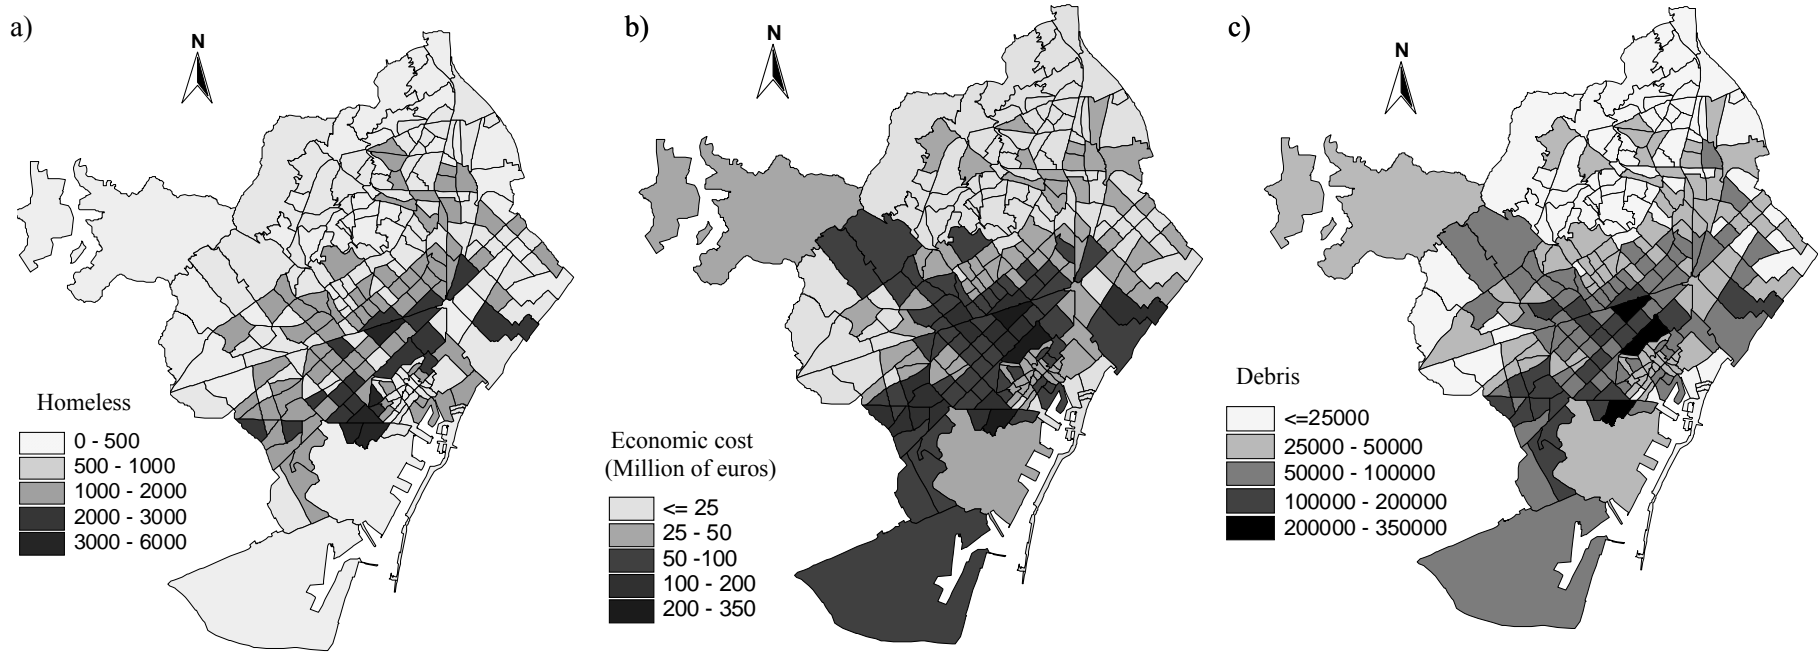 a)
N
Homeless
0 - 500
500 - 1000
1000 - 2000
2000 - 3000
3000 - 6000
b)
N
Economic cost
(Million of euros)
<= 25
25 - 50
50 -100
100 - 200
200 - 350
c)
N
Debris
<=25000
25000 - 50000
50000 - 100000
100000 - 200000
200000 - 350000